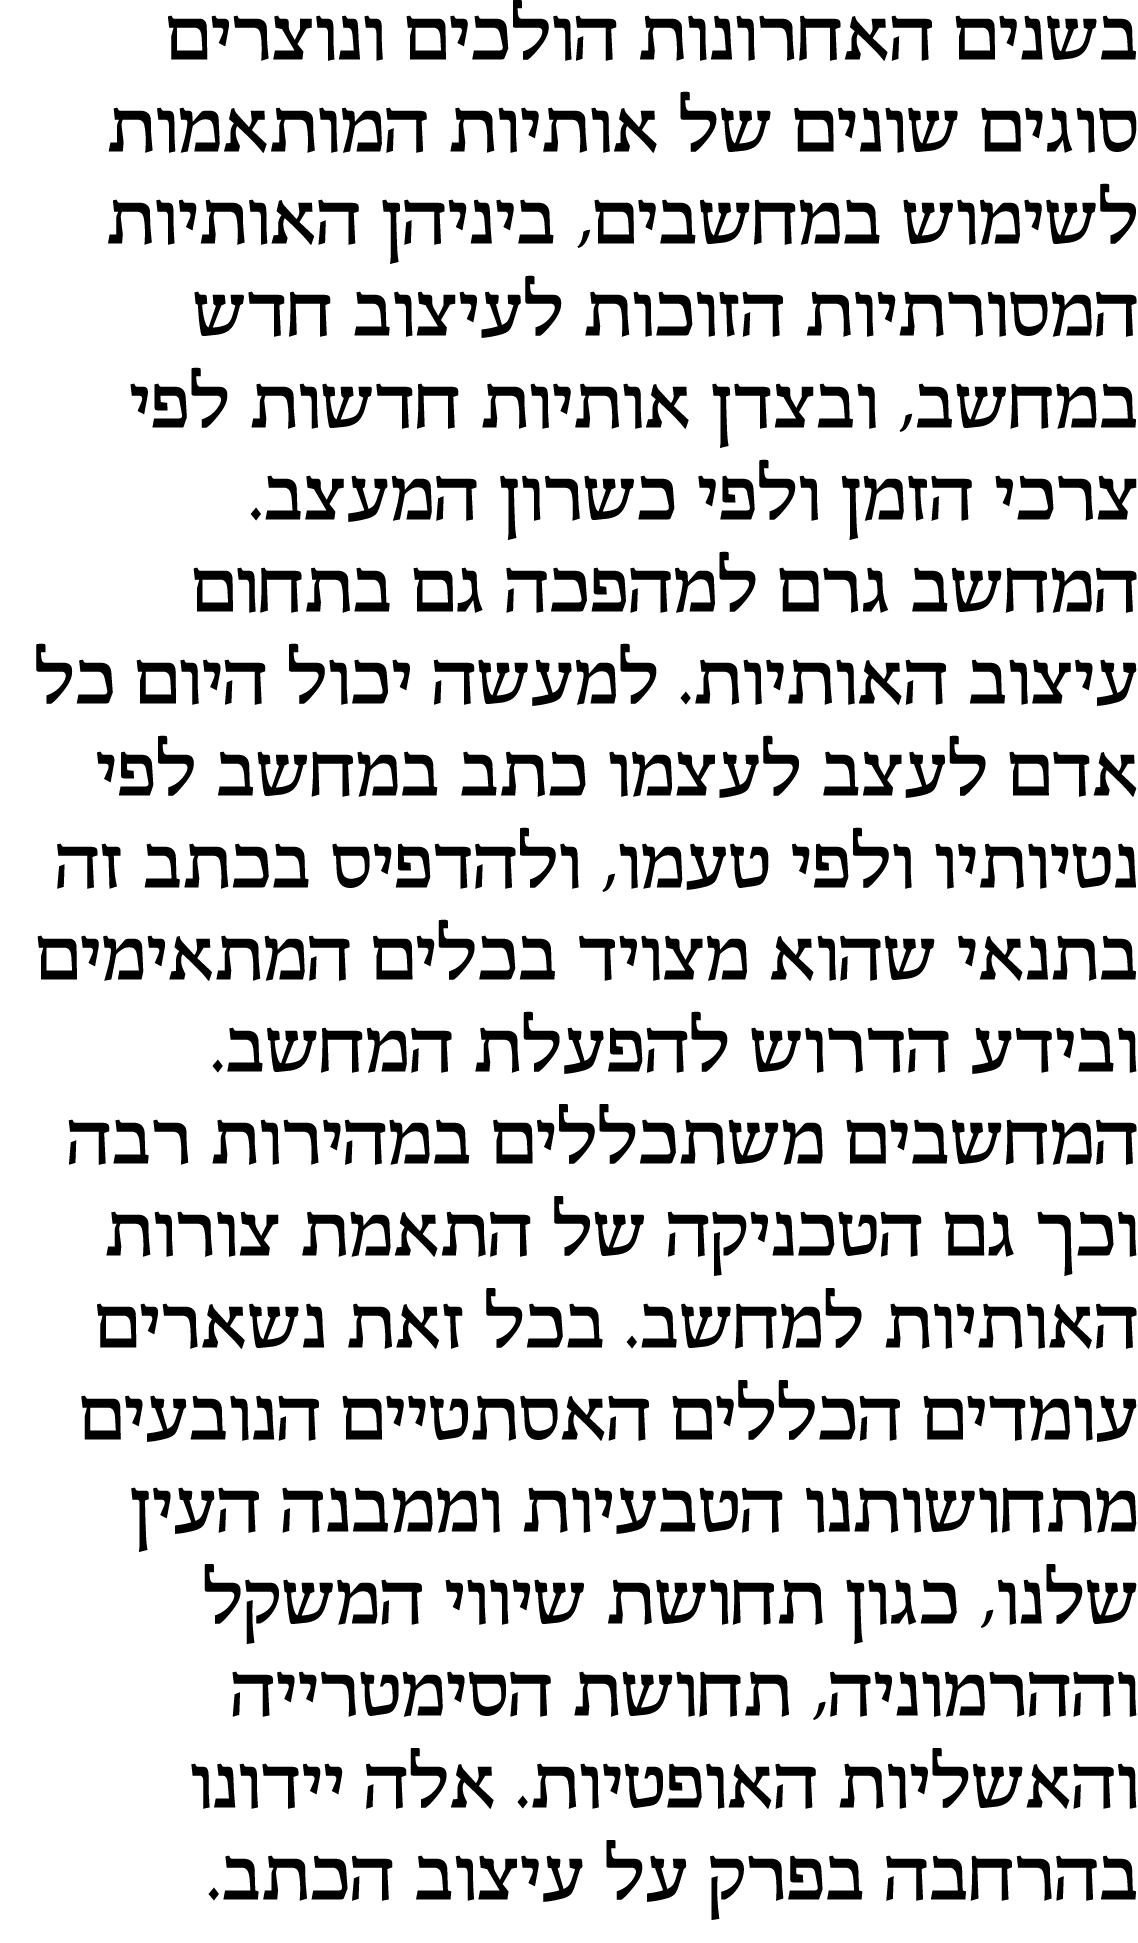 בשנים האחרונות הולכים ונוצרים
סוגים שונים של אותיות המותאמות
לשימוש במחשבים, ביניהן האותיות
המסורתיות הזוכות לעיצוב חדש
במחשב, ובצדן אותיות חדשות לפי
צרכי הזמן ולפי כשרון המעצב.
המחשב גרם למהפכה גם בתחום
עיצוב האותיות. למעשה יכול היום כל
אדם לעצב לעצמו כתב במחשב לפי
נטיותיו ולפי טעמו, ולהדפיס בכתב זה
בתנאי שהוא מצויד בכלים המתאימים
ובידע הדרוש להפעלת המחשב.
המחשבים משתכללים במהירות רבה
וכך גם הטכניקה של התאמת צורות
האותיות למחשב. בכל זאת נשארים
עומדים הכללים האסתטיים הנובעים
מתחושותנו הטבעיות וממבנה העין
שלנו, כגון תחושת שיווי המשקל
וההרמוניה, תחושת הסימטרייה
והאשליות האופטיות. אלה יידונו
בהרחבה בפרק על עיצוב הכתב.